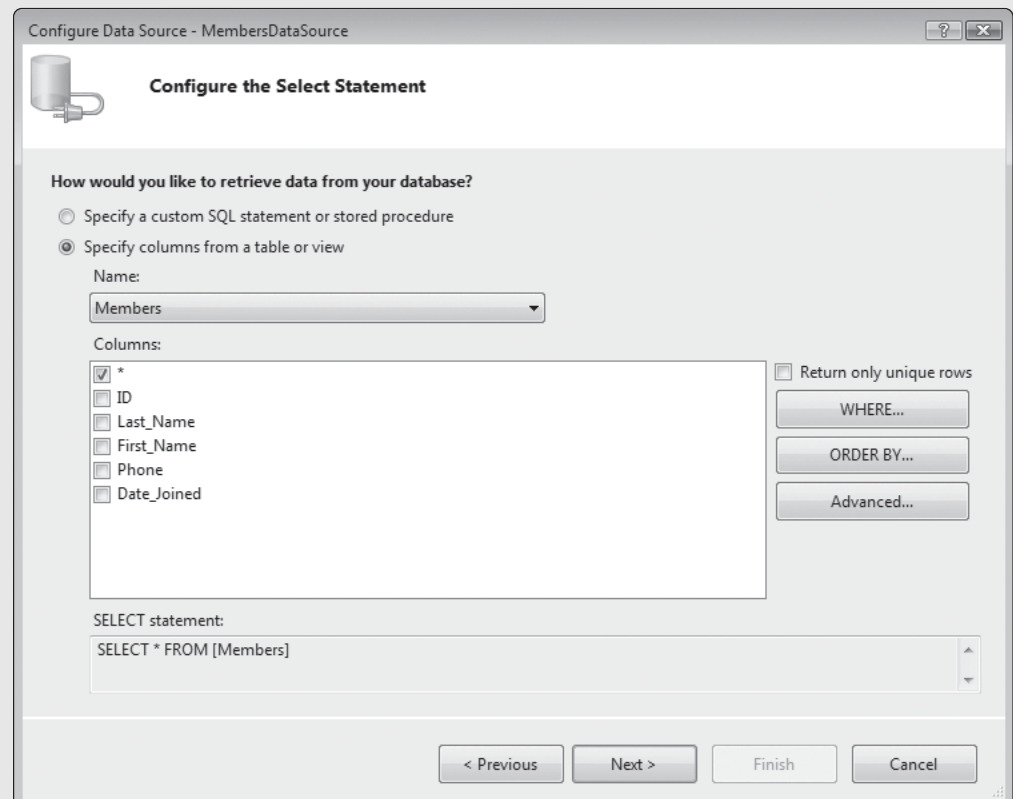 Configure Data Source - MembersDataSource
Configure the Select Statement
How would you like to retrieve data from your database?
Specify a custom SQL statement or stored procedure
Specify columns from a table or view
Name:
Members
Columns:
*
ID
Last_Name
First_Name
Phone
Date_Joined
Return only unique rows
WHERE...
ORDER BY...
Advanced...
SELECT statement:
SELECT * FROM [Members]
< Previous
Next >
Finish
Cancel